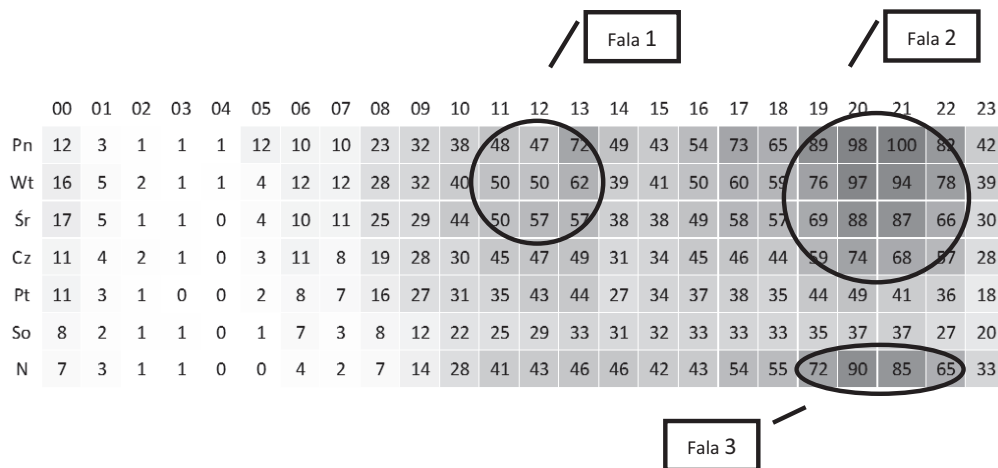 Fala 1
Fala 2
00 01 02 03 04 05 06 07 08 09 10 11 12 13 14 15 16 17 18 19 20 21 22 23
Pn 12 3 1 1 1 12 10 10 23 32 38 48 47 72 49 43 54 73 65 89 98 100 82 42
Wt 16 5 2 1 1 4 12 12 28 32 40 50 50 62 39 41 50 60 59 76 97 94 78 39
Śr 17 5 1 1 0 4 10 11 25 29 44 50 57 57 38 38 49 58 57 69 88 87 66 30
Cz 11 4 2 1 0 3 11 8 19 28 30 45 47 49 31 34 45 46 44 59 74 68 57 28
Pt 11 3 1 0 0 2 8 7 16 27 31 35 43 44 27 34 37 38 35 44 49 41 36 18
So 8 2 1 1 0 1 7 3 8 12 22 25 29 33 31 32 33 33 33 35 37 37 27 20
N 7 3 1 1 0 0 4 2 7 14 28 41 43 46 46 42 43 54 55 72 90 85 65 33
Fala 3